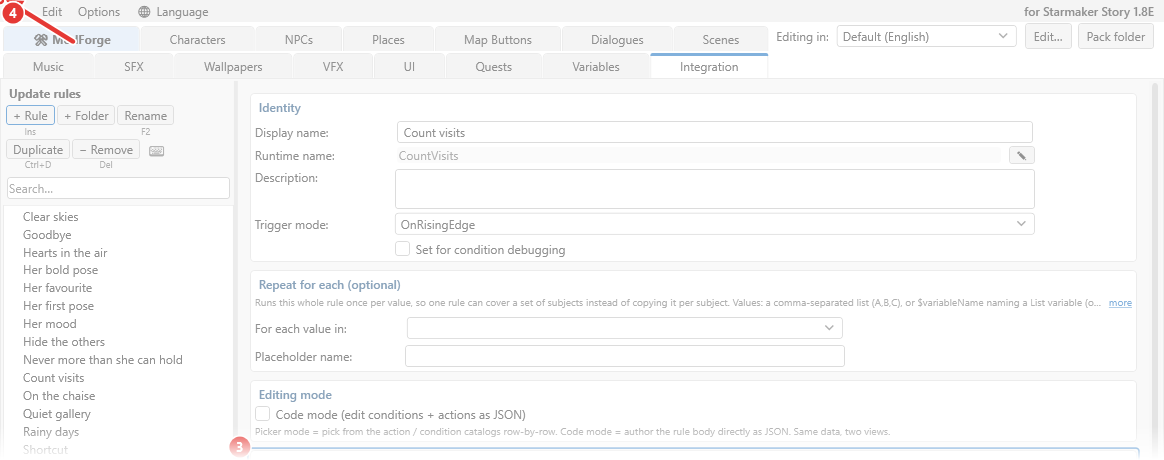 4 Edit Options Language for Starmaker Story 1.8E
ModForge Characters NPCs Places Map Buttons Dialogues Scenes Editing in: Default (English) Edit... Pack folder
Music SFX Wallpapers VFX UI Quests Variables Integration
Update rules
+ Rule + Folder Rename
Ins F2
Duplicate − Remove
Ctrl+D Del
Search...
Clear skies
Goodbye
Hearts in the air
Her bold pose
Her favourite
Her first pose
Her mood
Hide the others
Never more than she can hold
Count visits
On the chaise
Quiet gallery
Rainy days
Shortcut
Identity
Display name: Count visits
Runtime name: CountVisits
Description:
Trigger mode: OnRisingEdge
Set for condition debugging
Repeat for each (optional)
Runs this whole rule once per value, so one rule can cover a set of subjects instead of copying it per subject. Values: a comma-separated list (A,B,C), or $variableName naming a List variable (o... more
For each value in:
Placeholder name:
Editing mode
Code mode (edit conditions + actions as JSON)
Picker mode = pick from the action / condition catalogs row-by-row. Code mode = author the rule body directly as JSON. Same data, two views.
3